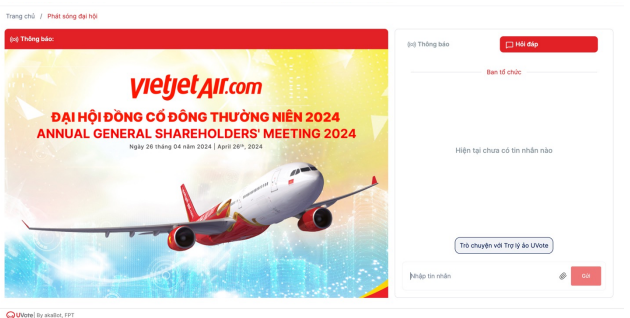 Trang chủ / Phát sóng đại hội
Thông báo:
vietjetAir.com
ĐẠI HỘI ĐỒNG CỔ ĐÔNG THƯỜNG NIÊN 2024
ANNUAL GENERAL SHAREHOLDERS' MEETING 2024
Ngày 26 tháng 04 năm 2024 | April 26th, 2024
Thông báo
Hỏi đáp
Ban tổ chức
Hiện tại chưa có tin nhắn nào
Trò chuyện với Trợ lý ảo UVote
Nhập tin nhắn
Gửi
UVote | By akaBot, FPT